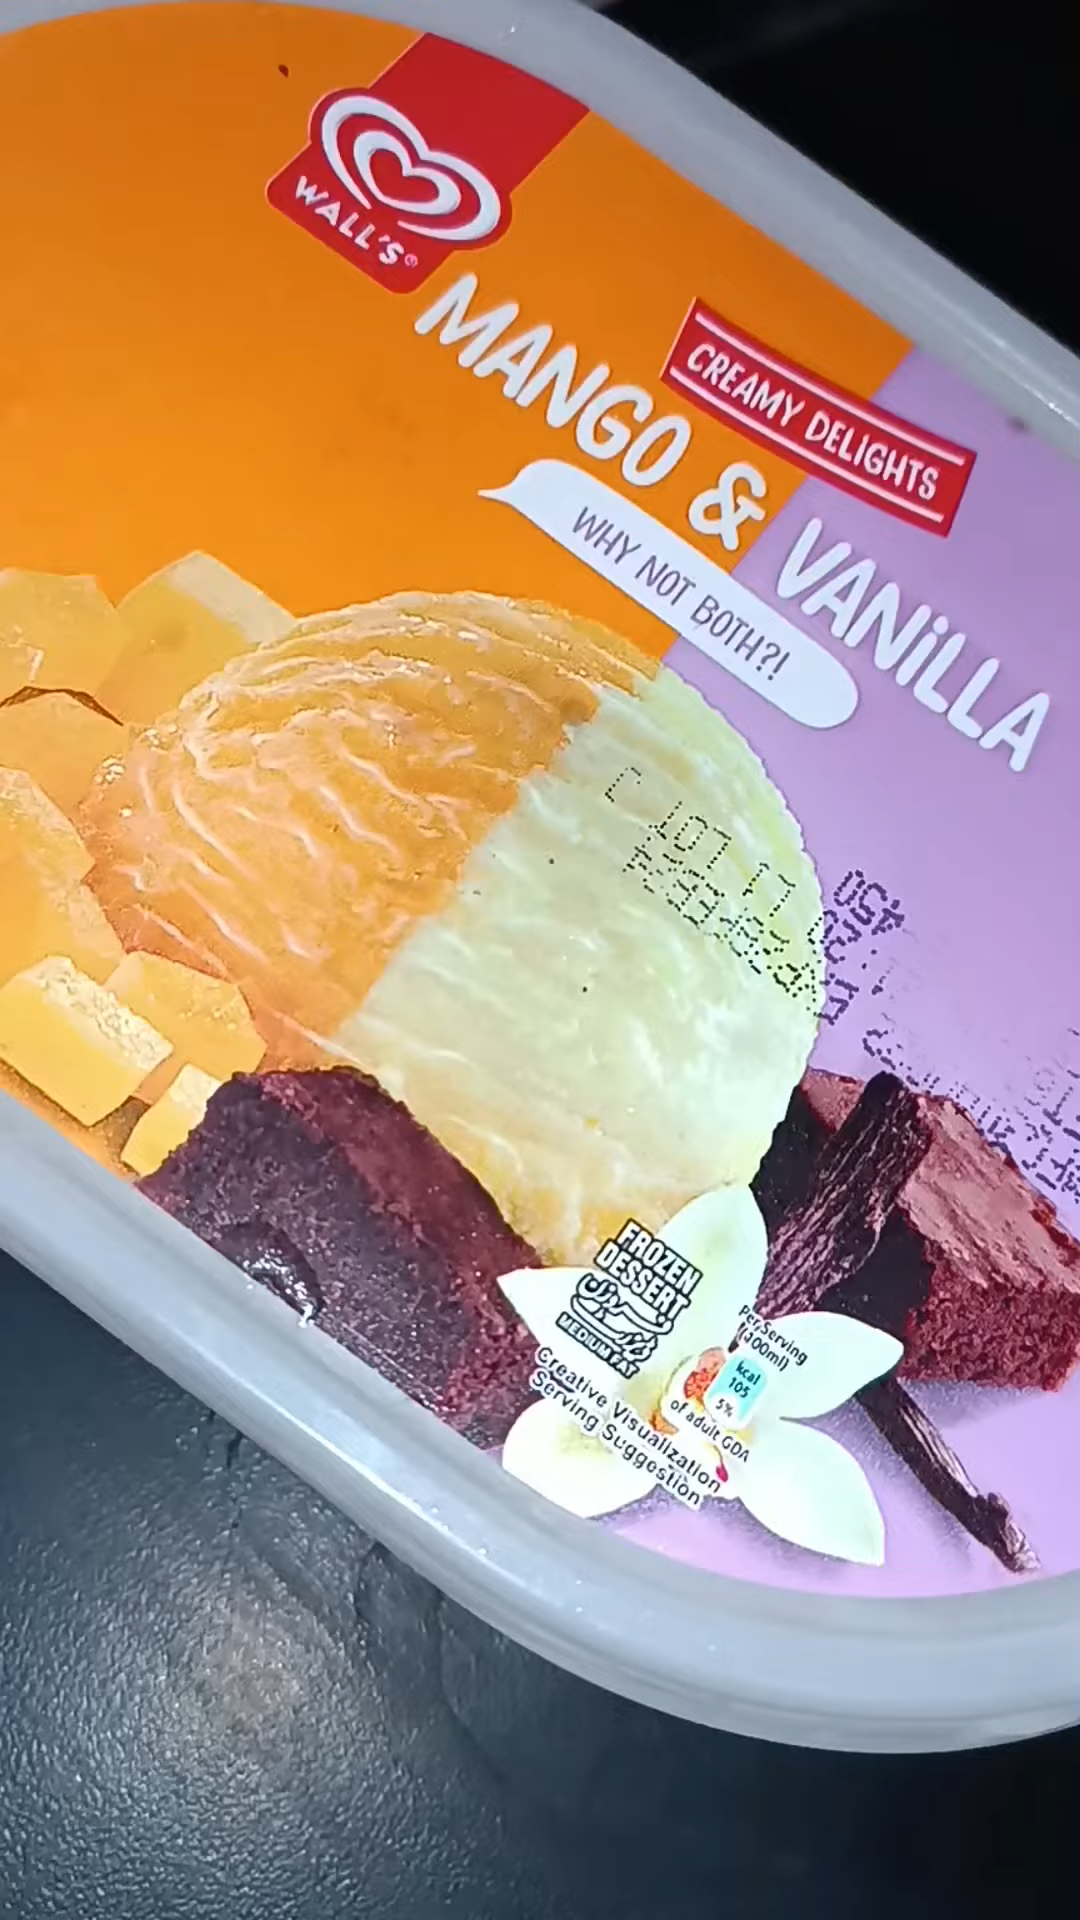 WALL'S®
CREAMY DELIGHTS
MANGO & VANiLLA
WHY NOT BOTH?!
FROZEN
DESSERT
MEDIUM FAT
Per Serving
(100ml)
kcal
105
5%
of adult GDA
Creative Visualization
Serving Suggestion